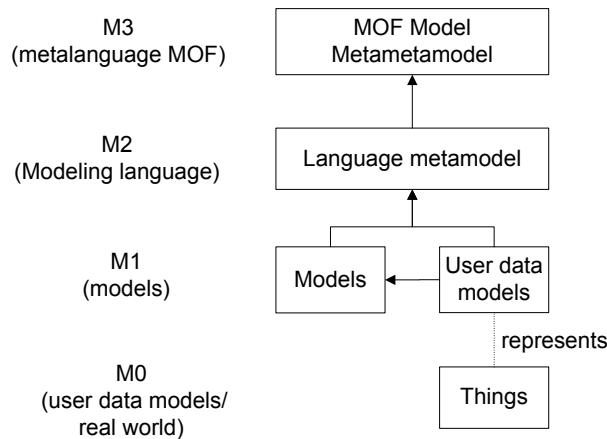 M3
(metalanguage MOF)
MOF Model
Metametamodel
M2
(Modeling language)
Language metamodel
M1
(models)
Models
User data
models
represents
M0
(user data models/
real world)
Things